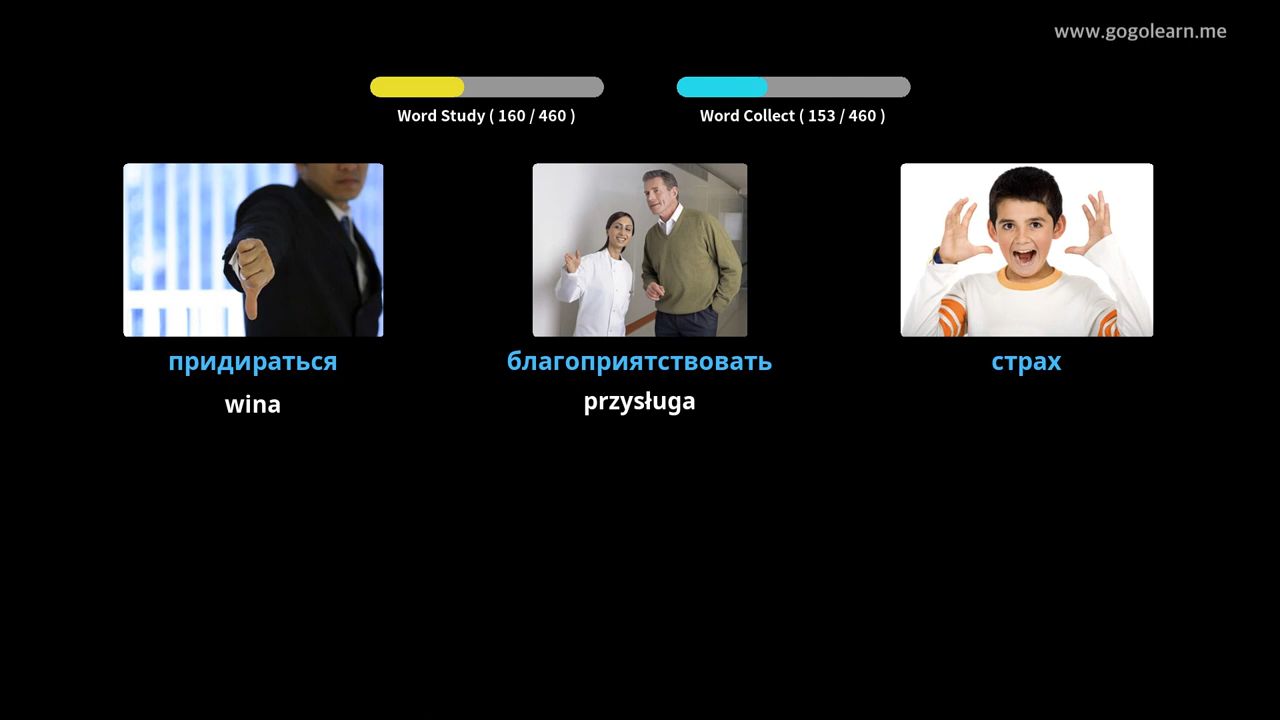 www.gogolearn.me
Word Study ( 160 / 460 )
Word Collect ( 153 / 460 )
придираться
благоприятствовать
страх
wina
przysługa